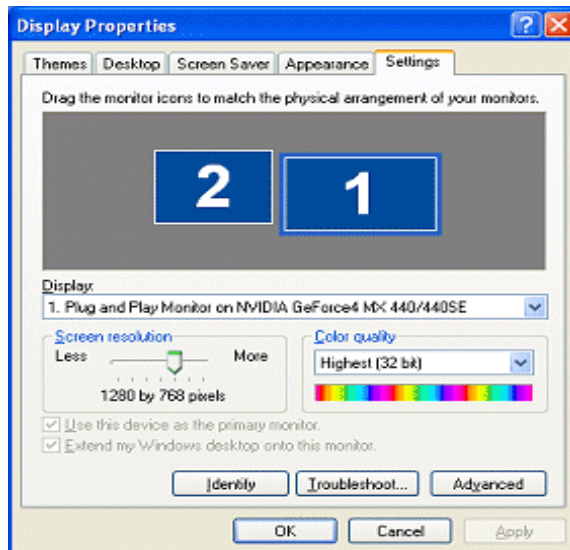 Display Properties
Themes Desktop Screen Saver Appearance Settings
Drag the monitor icons to match the physical arrangement of your monitors.
2 1
Display:
1. Plug and Play Monitor on NVIDIA GeForce4 MX 440/440SE
Screen resolution Color quality
Less More Highest (32 bit)
1280 by 768 pixels
Use this device as the primary monitor.
Extend my Windows desktop onto this monitor.
Identify Troubleshoot... Advanced
OK Cancel Apply